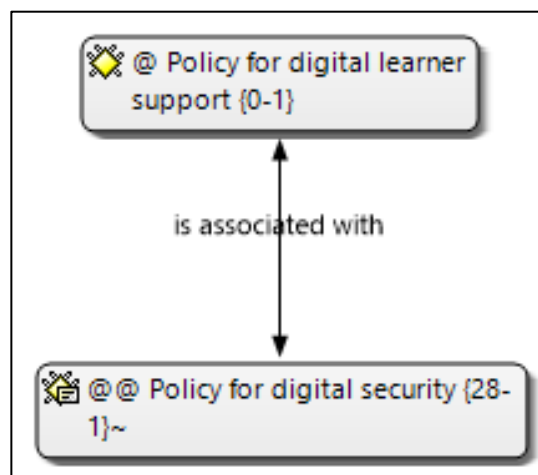 @ Policy for digital learner
support {0-1}
is associated with
@@ Policy for digital security {28-
1}~